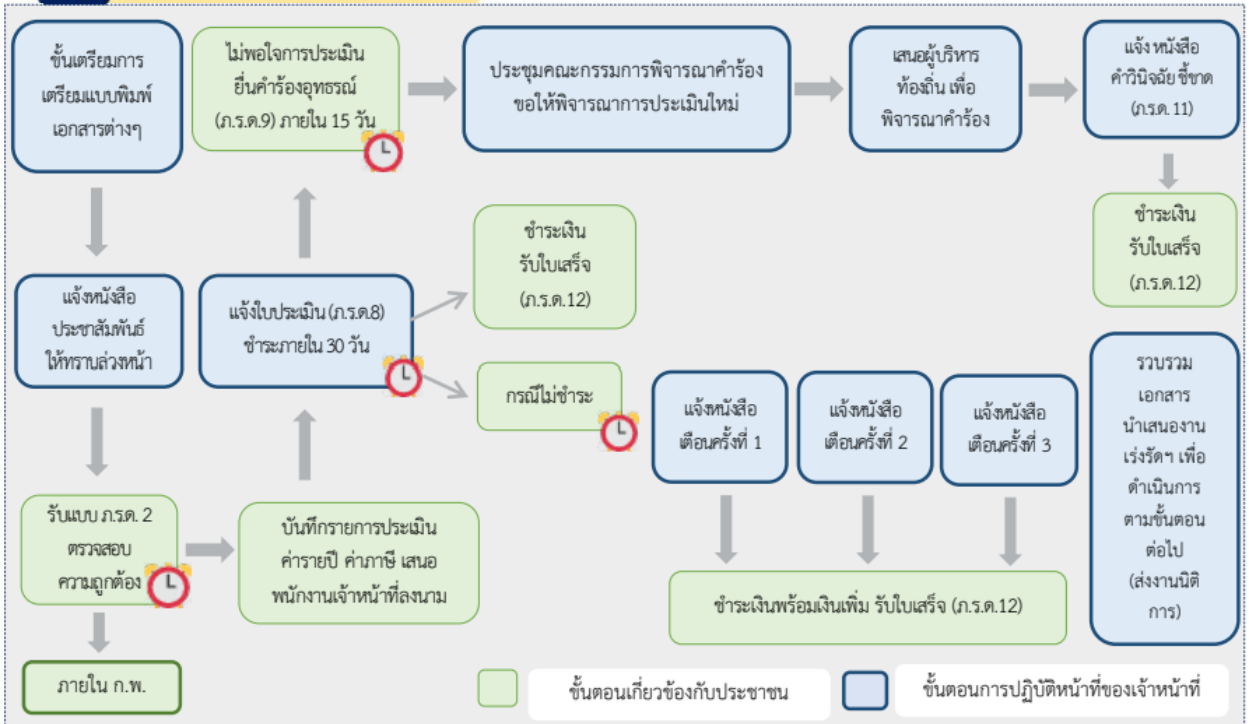 ขั้นเตรียมการ
เตรียมแบบพิมพ์
เอกสารต่างๆ
ไม่พอใจการประเมิน
ยื่นคำร้องอุทธรณ์
(ภ.ร.ด.9) ภายใน 15 วัน
ประชุมคณะกรรมการพิจารณาคำร้อง
ขอให้พิจารณาการประเมินใหม่
เสนอผู้บริหาร
ท้องถิ่น เพื่อ
พิจารณาคำร้อง
แจ้งหนังสือ
คำวินิจฉัย ชี้ขาด
(ภ.ร.ด. 11)
ชำระเงิน
รับใบเสร็จ
(ภ.ร.ด.12)
แจ้งหนังสือ
ประชาสัมพันธ์
ให้ทราบล่วงหน้า
แจ้งใบประเมิน (ภ.ร.ด.8)
ชำระภายใน 30 วัน
ชำระเงิน
รับใบเสร็จ
(ภ.ร.ด.12)
กรณีไม่ชำระ
แจ้งหนังสือ
เตือนครั้งที่ 1
แจ้งหนังสือ
เตือนครั้งที่ 2
แจ้งหนังสือ
เตือนครั้งที่ 3
รวบรวม
เอกสาร
นำเสนองาน
เร่งรัดฯ เพื่อ
ดำเนินการ
ตามขั้นตอน
ต่อไป
(ส่งงานนิติ
การ)
รับแบบ ภ.ร.ด. 2
ตรวจสอบ
ความถูกต้อง
บันทึกรายการประเมิน
ค่ารายปี ค่าภาษี เสนอ
พนักงานเจ้าหน้าที่ลงนาม
ชำระเงินพร้อมเงินเพิ่ม รับใบเสร็จ (ภ.ร.ด.12)
ภายใน ก.พ.
ขั้นตอนเกี่ยวข้องกับประชาชน
ขั้นตอนการปฏิบัติหน้าที่ของเจ้าหน้าที่